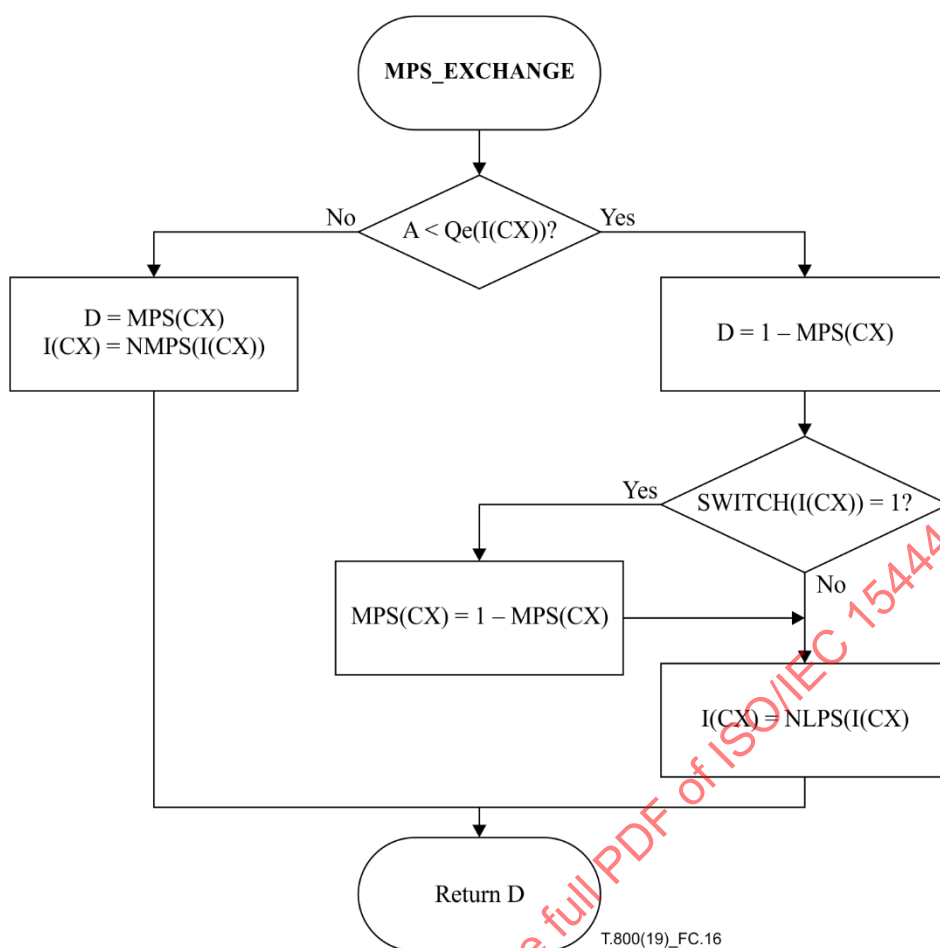 MPS_EXCHANGE
A < Qe(I(CX))?
No
Yes
D = MPS(CX)
I(CX) = NMPS(I(CX))
D = 1 – MPS(CX)
SWITCH(I(CX)) = 1?
Yes
No
MPS(CX) = 1 – MPS(CX)
I(CX) = NLPS(I(CX)
Return D
T.800(19)_FC.16
full PDF of ISO/IEC 15444